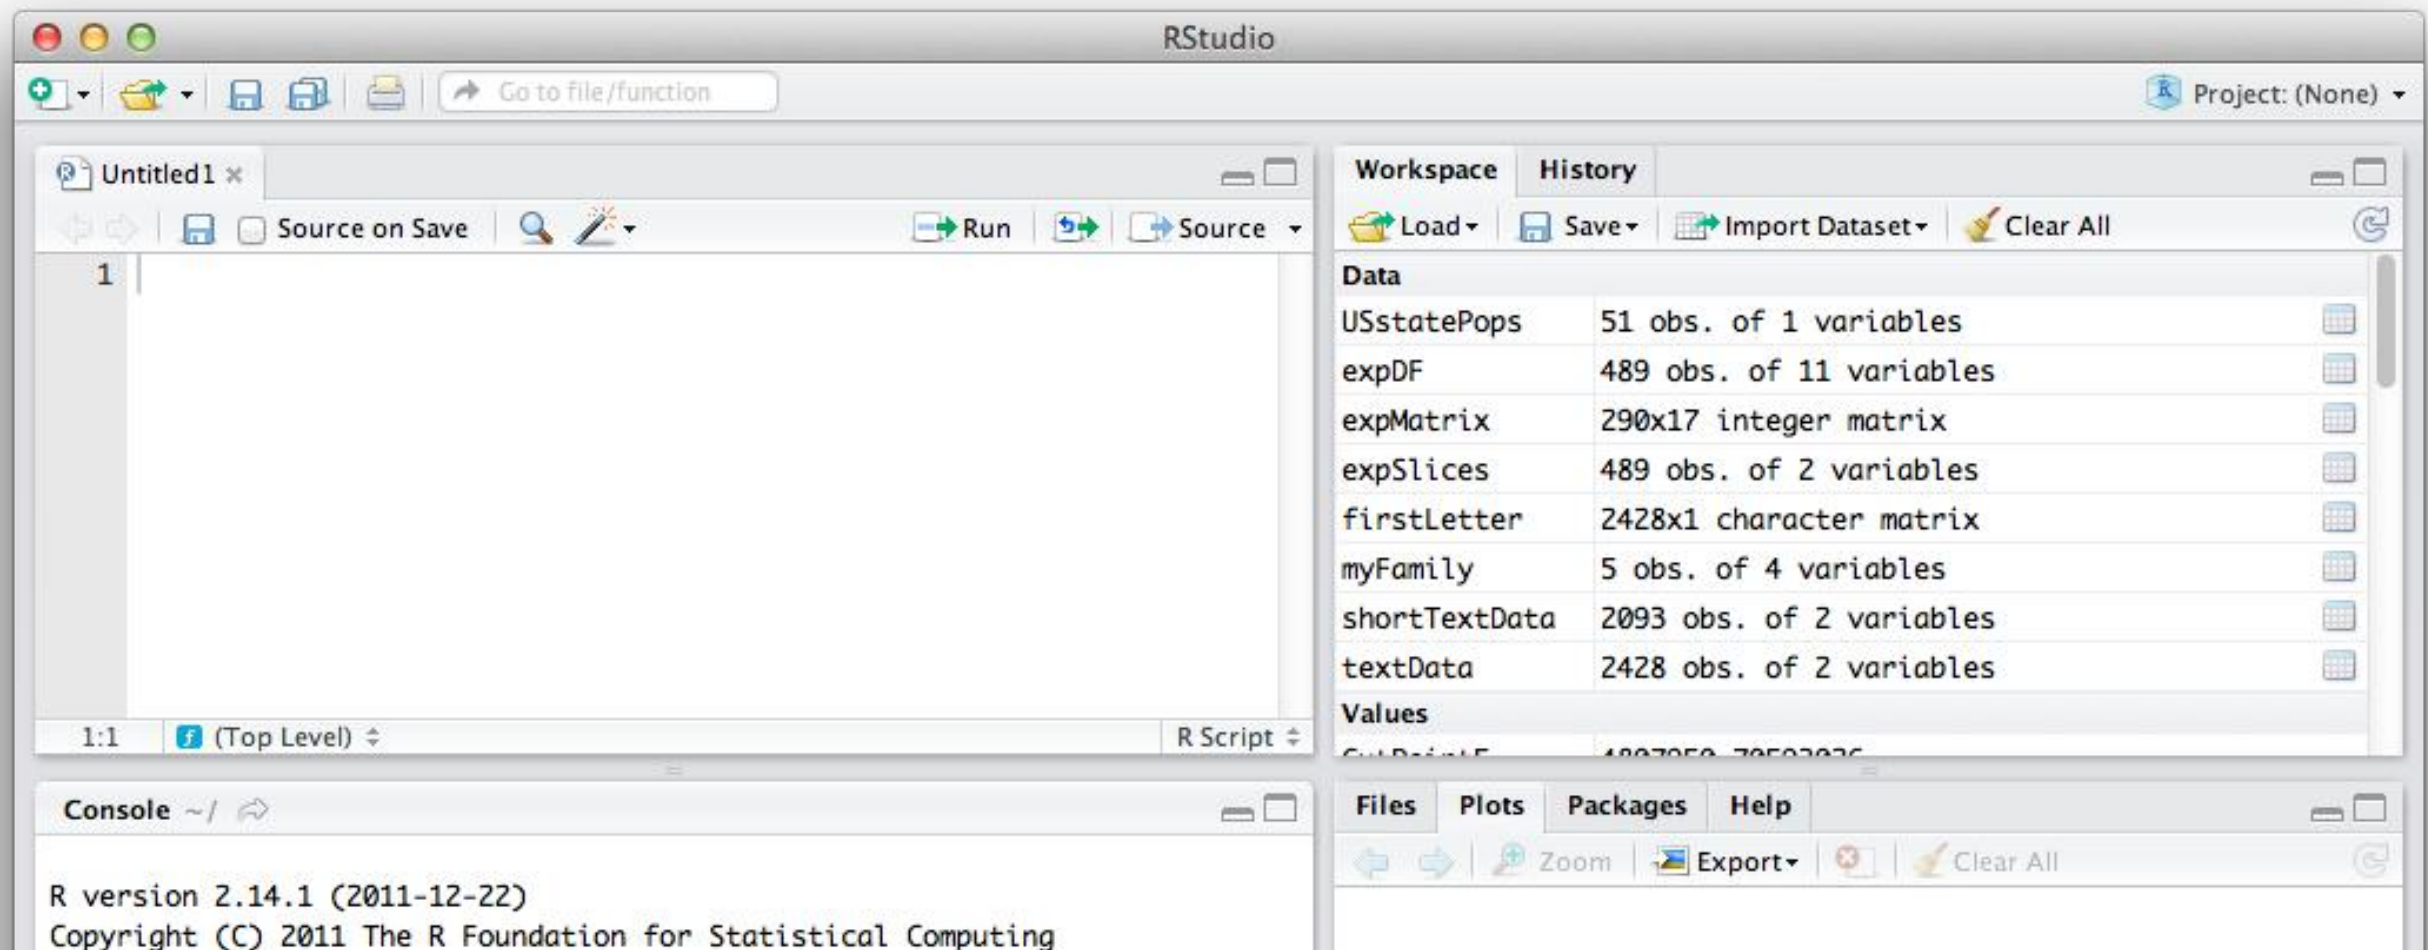 RStudio
Go to file/function
Project: (None)
Untitled1
Source on Save
Run
Source
1
1:1
(Top Level)
R Script
Workspace
History
Load
Save
Import Dataset
Clear All
Data
USstatePops 51 obs. of 1 variables
expDF 489 obs. of 11 variables
expMatrix 290x17 integer matrix
expSlices 489 obs. of 2 variables
firstLetter 2428x1 character matrix
myFamily 5 obs. of 4 variables
shortTextData 2093 obs. of 2 variables
textData 2428 obs. of 2 variables
Values
Console ~/
R version 2.14.1 (2011-12-22)
Copyright (C) 2011 The R Foundation for Statistical Computing
Files
Plots
Packages
Help
Zoom
Export
Clear All